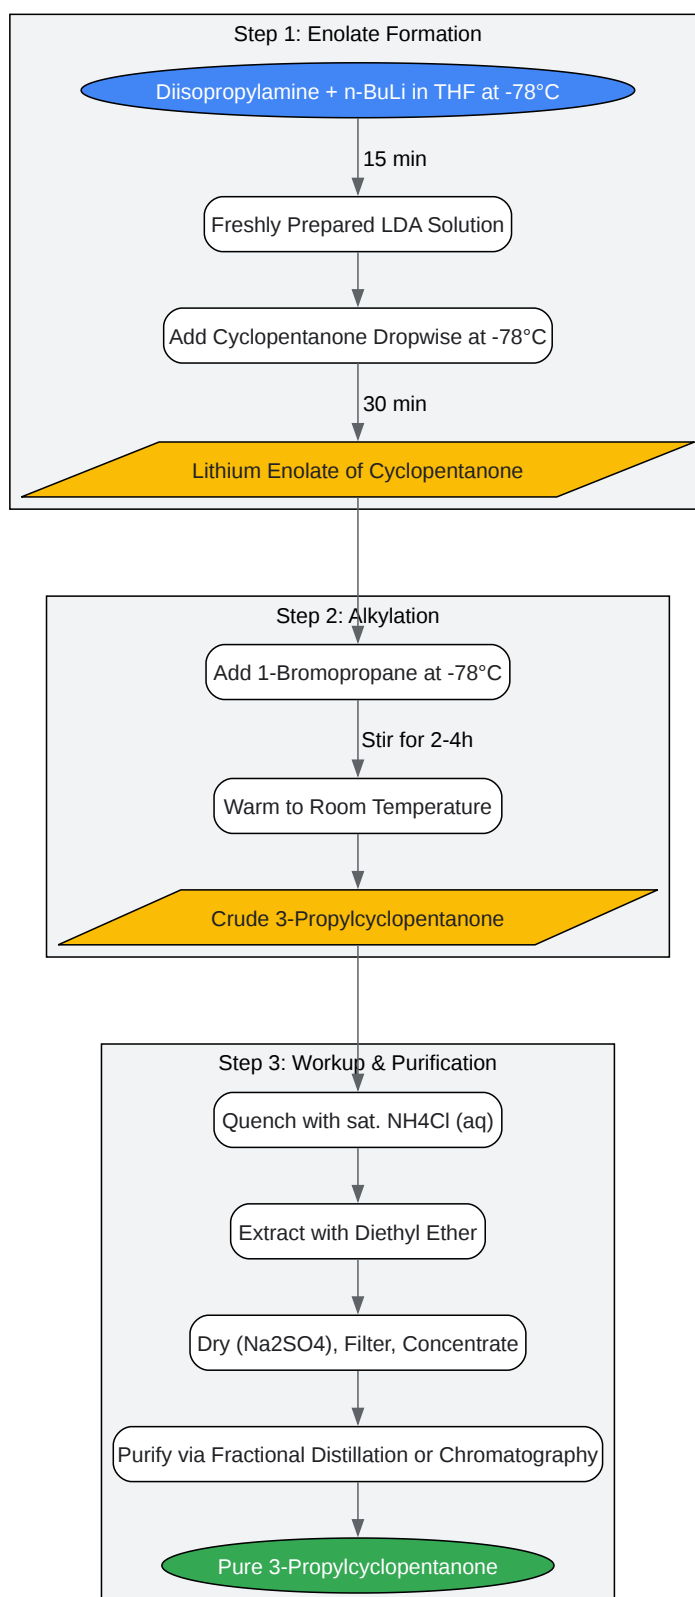 Step 1: Enolate Formation
Diisopropylamine + n-BuLi in THF at -78°C
15 min
Freshly Prepared LDA Solution
Add Cyclopentanone Dropwise at -78°C
30 min
Lithium Enolate of Cyclopentanone
Step 2: Alkylation
Add 1-Bromopropane at -78°C
Stir for 2-4h
Warm to Room Temperature
Crude 3-Propylcyclopentanone
Step 3: Workup & Purification
Quench with sat. NH4Cl (aq)
Extract with Diethyl Ether
Dry (Na2SO4), Filter, Concentrate
Purify via Fractional Distillation or Chromatography
Pure 3-Propylcyclopentanone